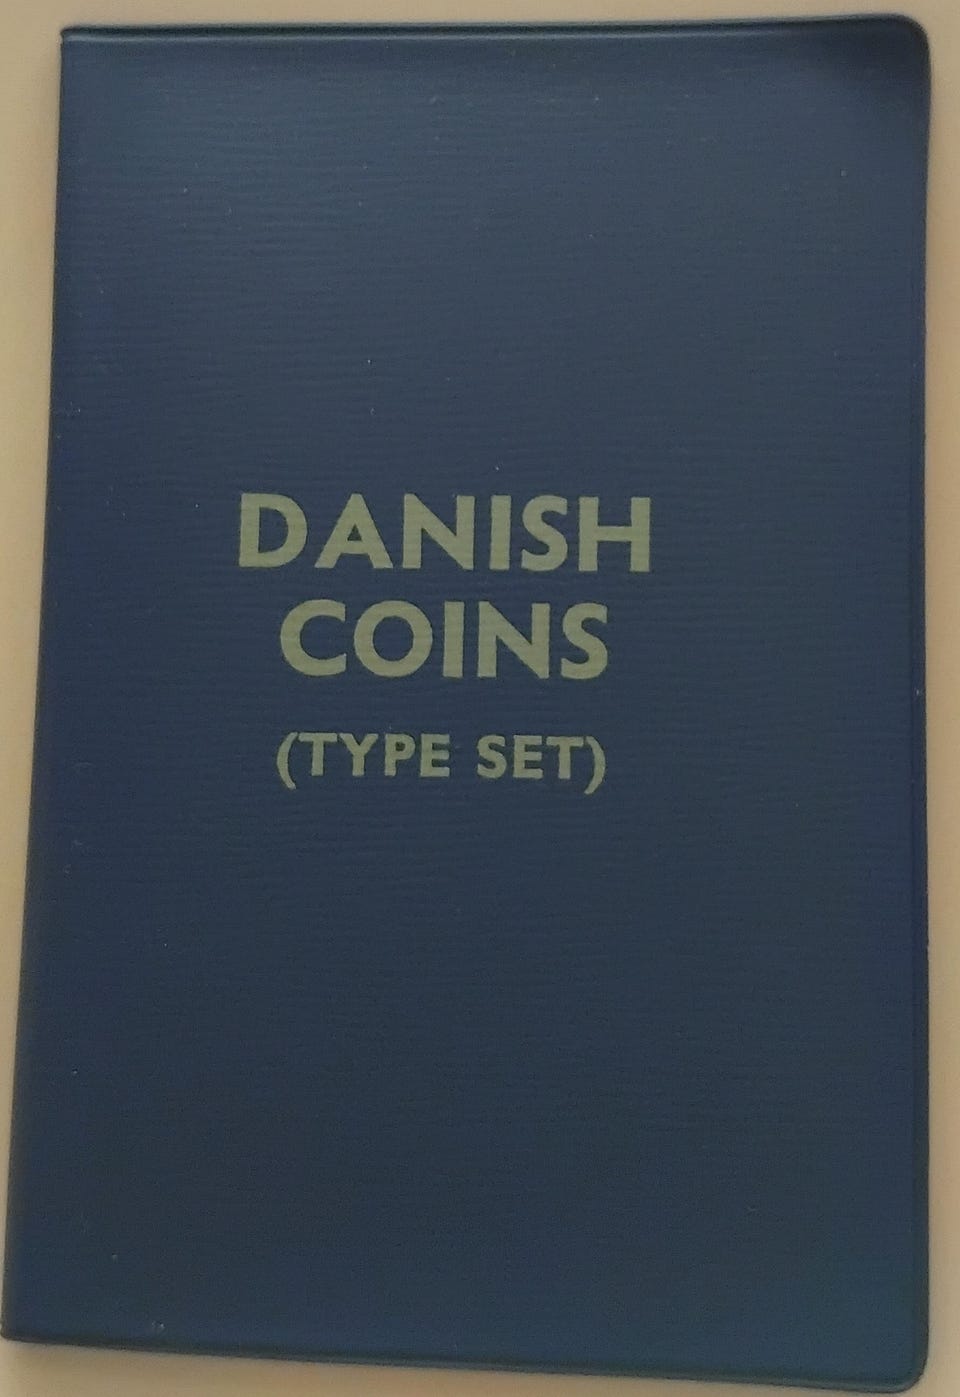 DANISH
COINS
(TYPE SET)